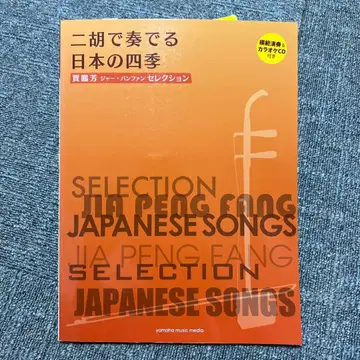 二胡で奏でる
日本の四季
賈鵬芳 ジャー・パンファン セレクション
模範演奏&
カラオケCD
付き
SELECTION
JIA PENG FANG
JAPANESE SONGS
JIA PENG FANG
SELECTION
JAPANESE SONGS
yamaha music media